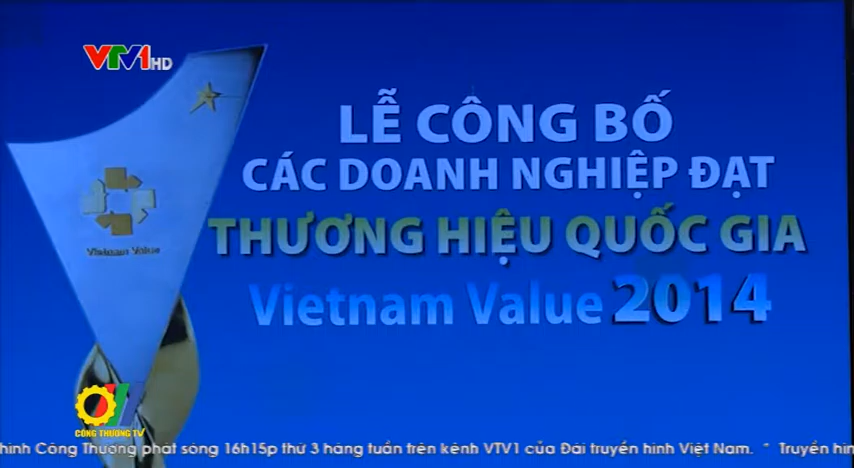 VTV1 HD
LỄ CÔNG BỐ
CÁC DOANH NGHIỆP ĐẠT
THƯƠNG HIỆU QUỐC GIA
Vietnam Value 2014
Vietnam Value
CÔNG THƯƠNG TV
hình Công Thương phát sóng 16h15p thứ 3 hàng tuần trên kênh VTV1 của Đài truyền hình Việt Nam. " Truyền hìn